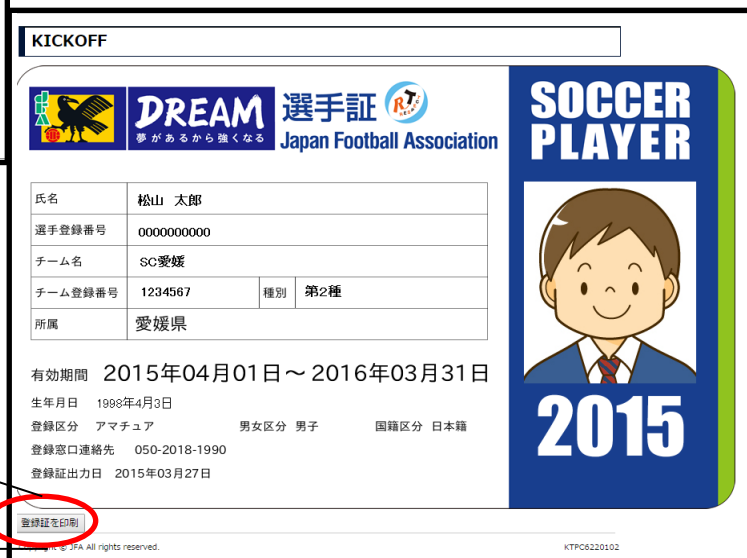 KICKOFF
DREAM
夢があるから強くなる
選手証
Japan Football Association
SOCCER
PLAYER
氏名 松山 太郎
選手登録番号 0000000000
チーム名 SC愛媛
チーム登録番号 1234567 種別 第2種
所属 愛媛県
有効期間 2015年04月01日～2016年03月31日
生年月日 1998年4月3日
登録区分 アマチュア 男女区分 男子 国籍区分 日本籍
登録窓口連絡先 050-2018-1990
登録証出力日 2015年03月27日
2015
登録証を印刷
Copyright © JFA All rights reserved.
KTPC6220102